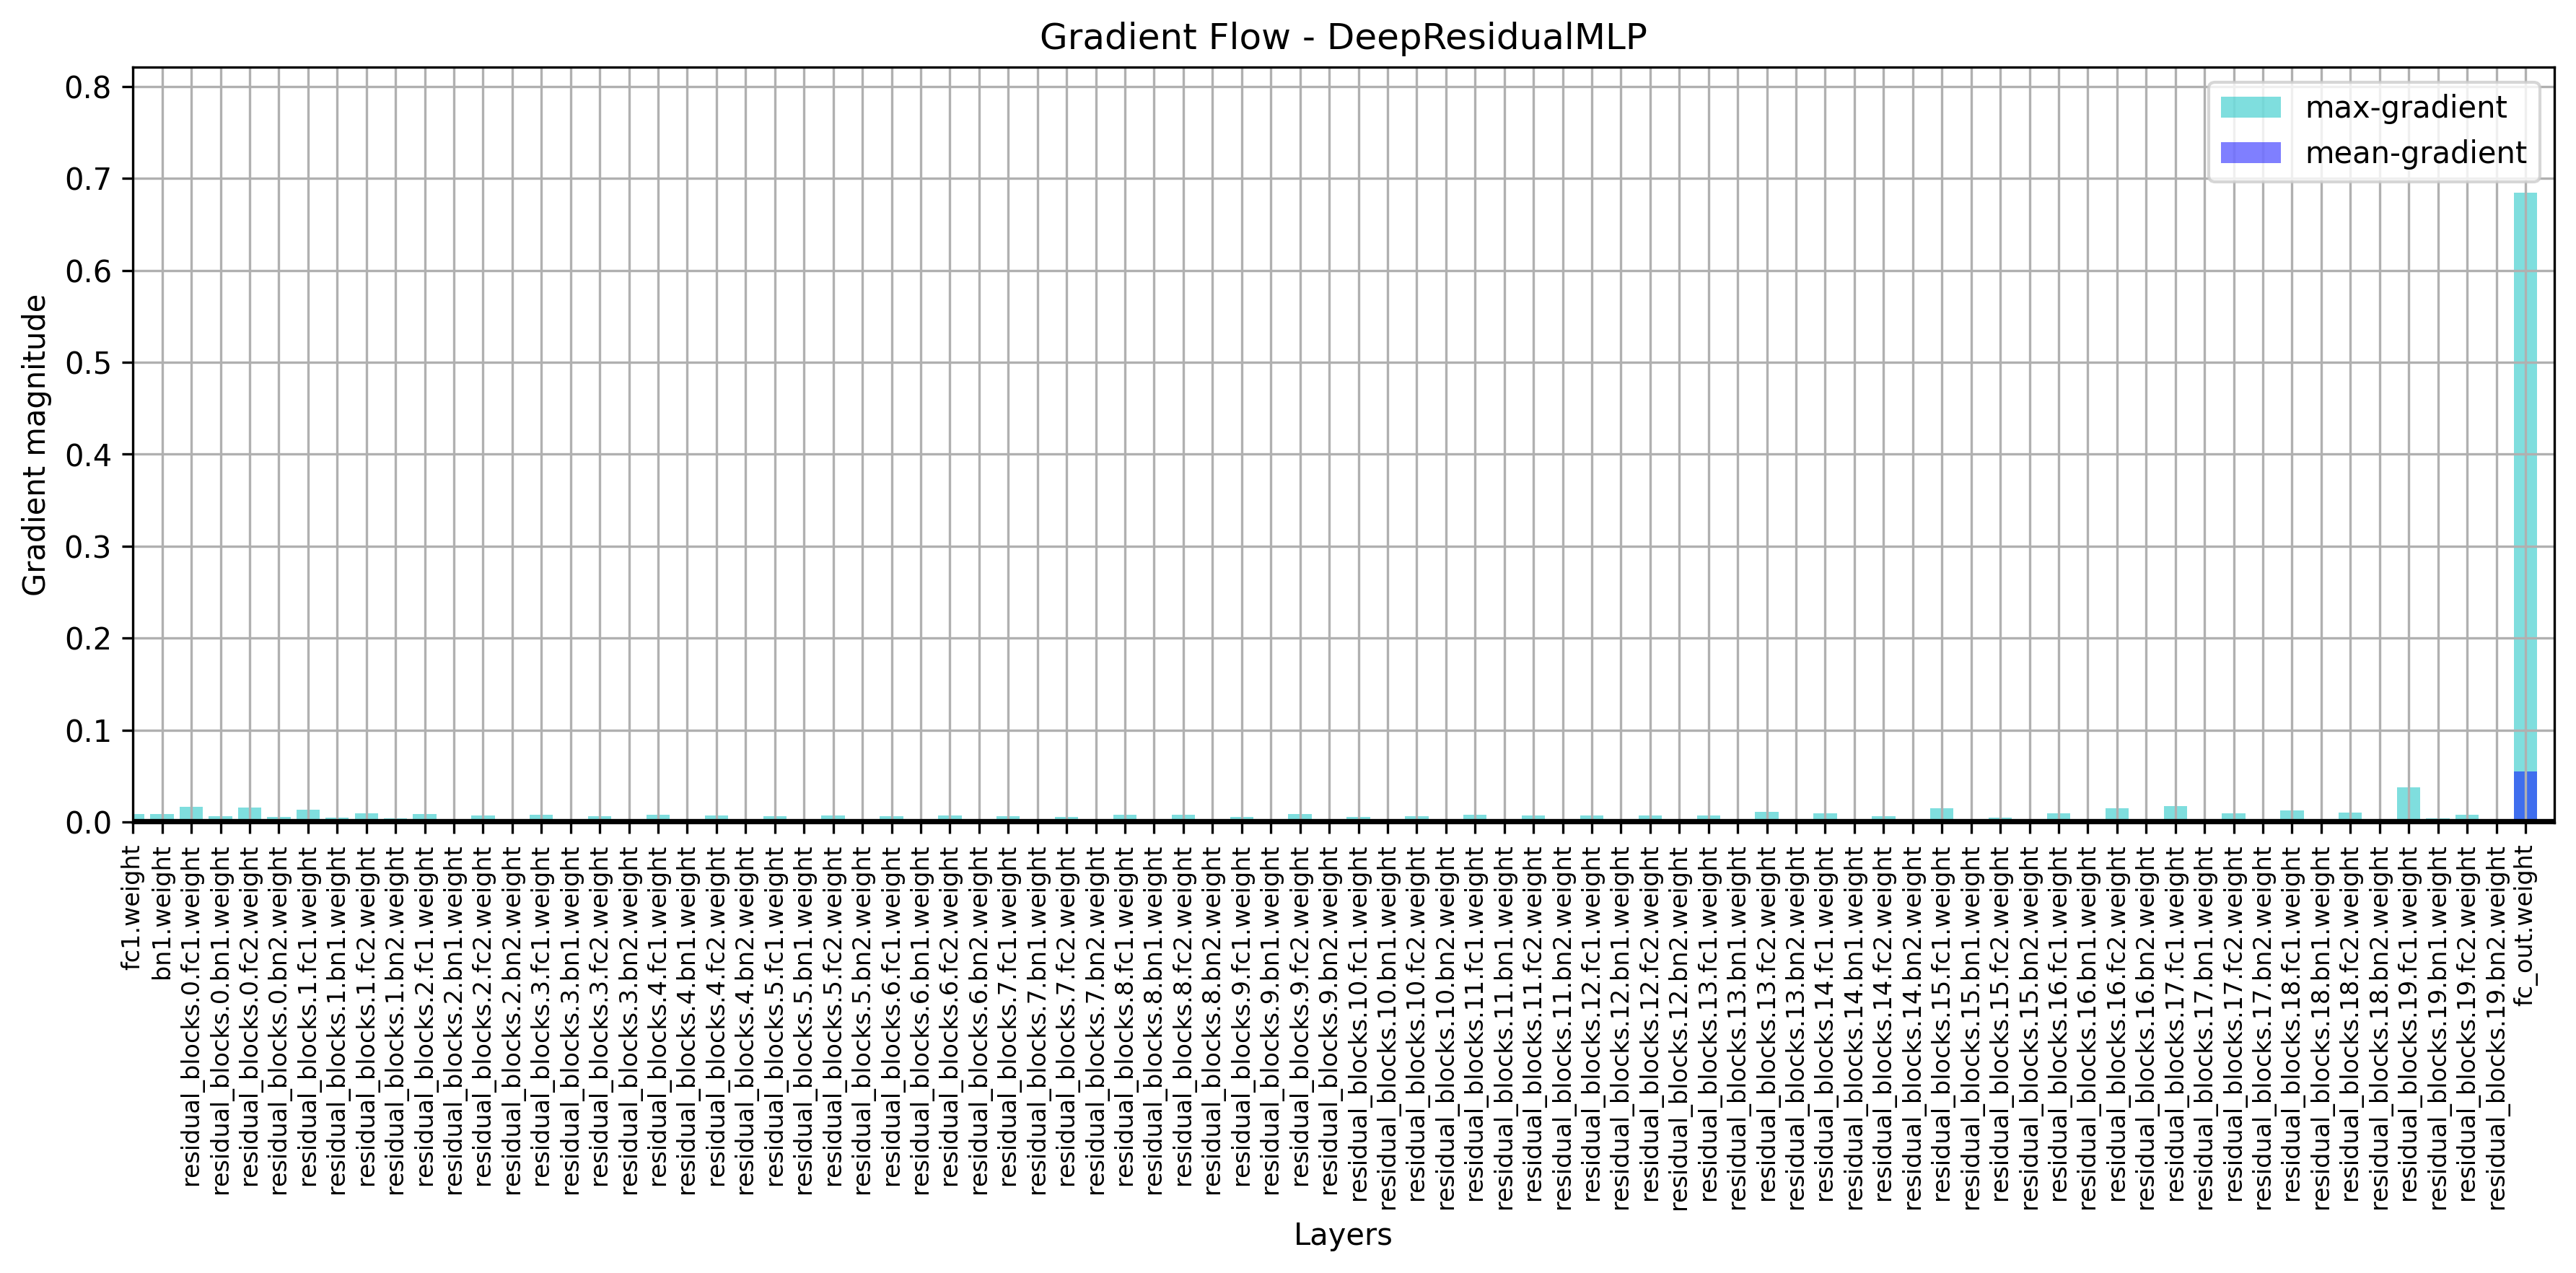 Gradient Flow - DeepResidualMLP
max-gradient
mean-gradient
Gradient magnitude
0.8
0.7
0.6
0.5
0.4
0.3
0.2
0.1
0.0
fc1.weight
bn1.weight
residual_blocks.0.fc1.weight
residual_blocks.0.bn1.weight
residual_blocks.0.fc2.weight
residual_blocks.0.bn2.weight
residual_blocks.1.fc1.weight
residual_blocks.1.bn1.weight
residual_blocks.1.fc2.weight
residual_blocks.1.bn2.weight
residual_blocks.2.fc1.weight
residual_blocks.2.bn1.weight
residual_blocks.2.fc2.weight
residual_blocks.2.bn2.weight
residual_blocks.3.fc1.weight
residual_blocks.3.bn1.weight
residual_blocks.3.fc2.weight
residual_blocks.3.bn2.weight
residual_blocks.4.fc1.weight
residual_blocks.4.bn1.weight
residual_blocks.4.fc2.weight
residual_blocks.4.bn2.weight
residual_blocks.5.fc1.weight
residual_blocks.5.bn1.weight
residual_blocks.5.fc2.weight
residual_blocks.5.bn2.weight
residual_blocks.6.fc1.weight
residual_blocks.6.bn1.weight
residual_blocks.6.fc2.weight
residual_blocks.6.bn2.weight
residual_blocks.7.fc1.weight
residual_blocks.7.bn1.weight
residual_blocks.7.fc2.weight
residual_blocks.7.bn2.weight
residual_blocks.8.fc1.weight
residual_blocks.8.bn1.weight
residual_blocks.8.fc2.weight
residual_blocks.8.bn2.weight
residual_blocks.9.fc1.weight
residual_blocks.9.bn1.weight
residual_blocks.9.fc2.weight
residual_blocks.9.bn2.weight
residual_blocks.10.fc1.weight
residual_blocks.10.bn1.weight
residual_blocks.10.fc2.weight
residual_blocks.10.bn2.weight
residual_blocks.11.fc1.weight
residual_blocks.11.bn1.weight
residual_blocks.11.fc2.weight
residual_blocks.11.bn2.weight
residual_blocks.12.fc1.weight
residual_blocks.12.bn1.weight
residual_blocks.12.fc2.weight
residual_blocks.12.bn2.weight
residual_blocks.13.fc1.weight
residual_blocks.13.bn1.weight
residual_blocks.13.fc2.weight
residual_blocks.13.bn2.weight
residual_blocks.14.fc1.weight
residual_blocks.14.bn1.weight
residual_blocks.14.fc2.weight
residual_blocks.14.bn2.weight
residual_blocks.15.fc1.weight
residual_blocks.15.bn1.weight
residual_blocks.15.fc2.weight
residual_blocks.15.bn2.weight
residual_blocks.16.fc1.weight
residual_blocks.16.bn1.weight
residual_blocks.16.fc2.weight
residual_blocks.16.bn2.weight
residual_blocks.17.fc1.weight
residual_blocks.17.bn1.weight
residual_blocks.17.fc2.weight
residual_blocks.17.bn2.weight
residual_blocks.18.fc1.weight
residual_blocks.18.bn1.weight
residual_blocks.18.fc2.weight
residual_blocks.18.bn2.weight
residual_blocks.19.fc1.weight
residual_blocks.19.bn1.weight
residual_blocks.19.fc2.weight
residual_blocks.19.bn2.weight
fc_out.weight
Layers